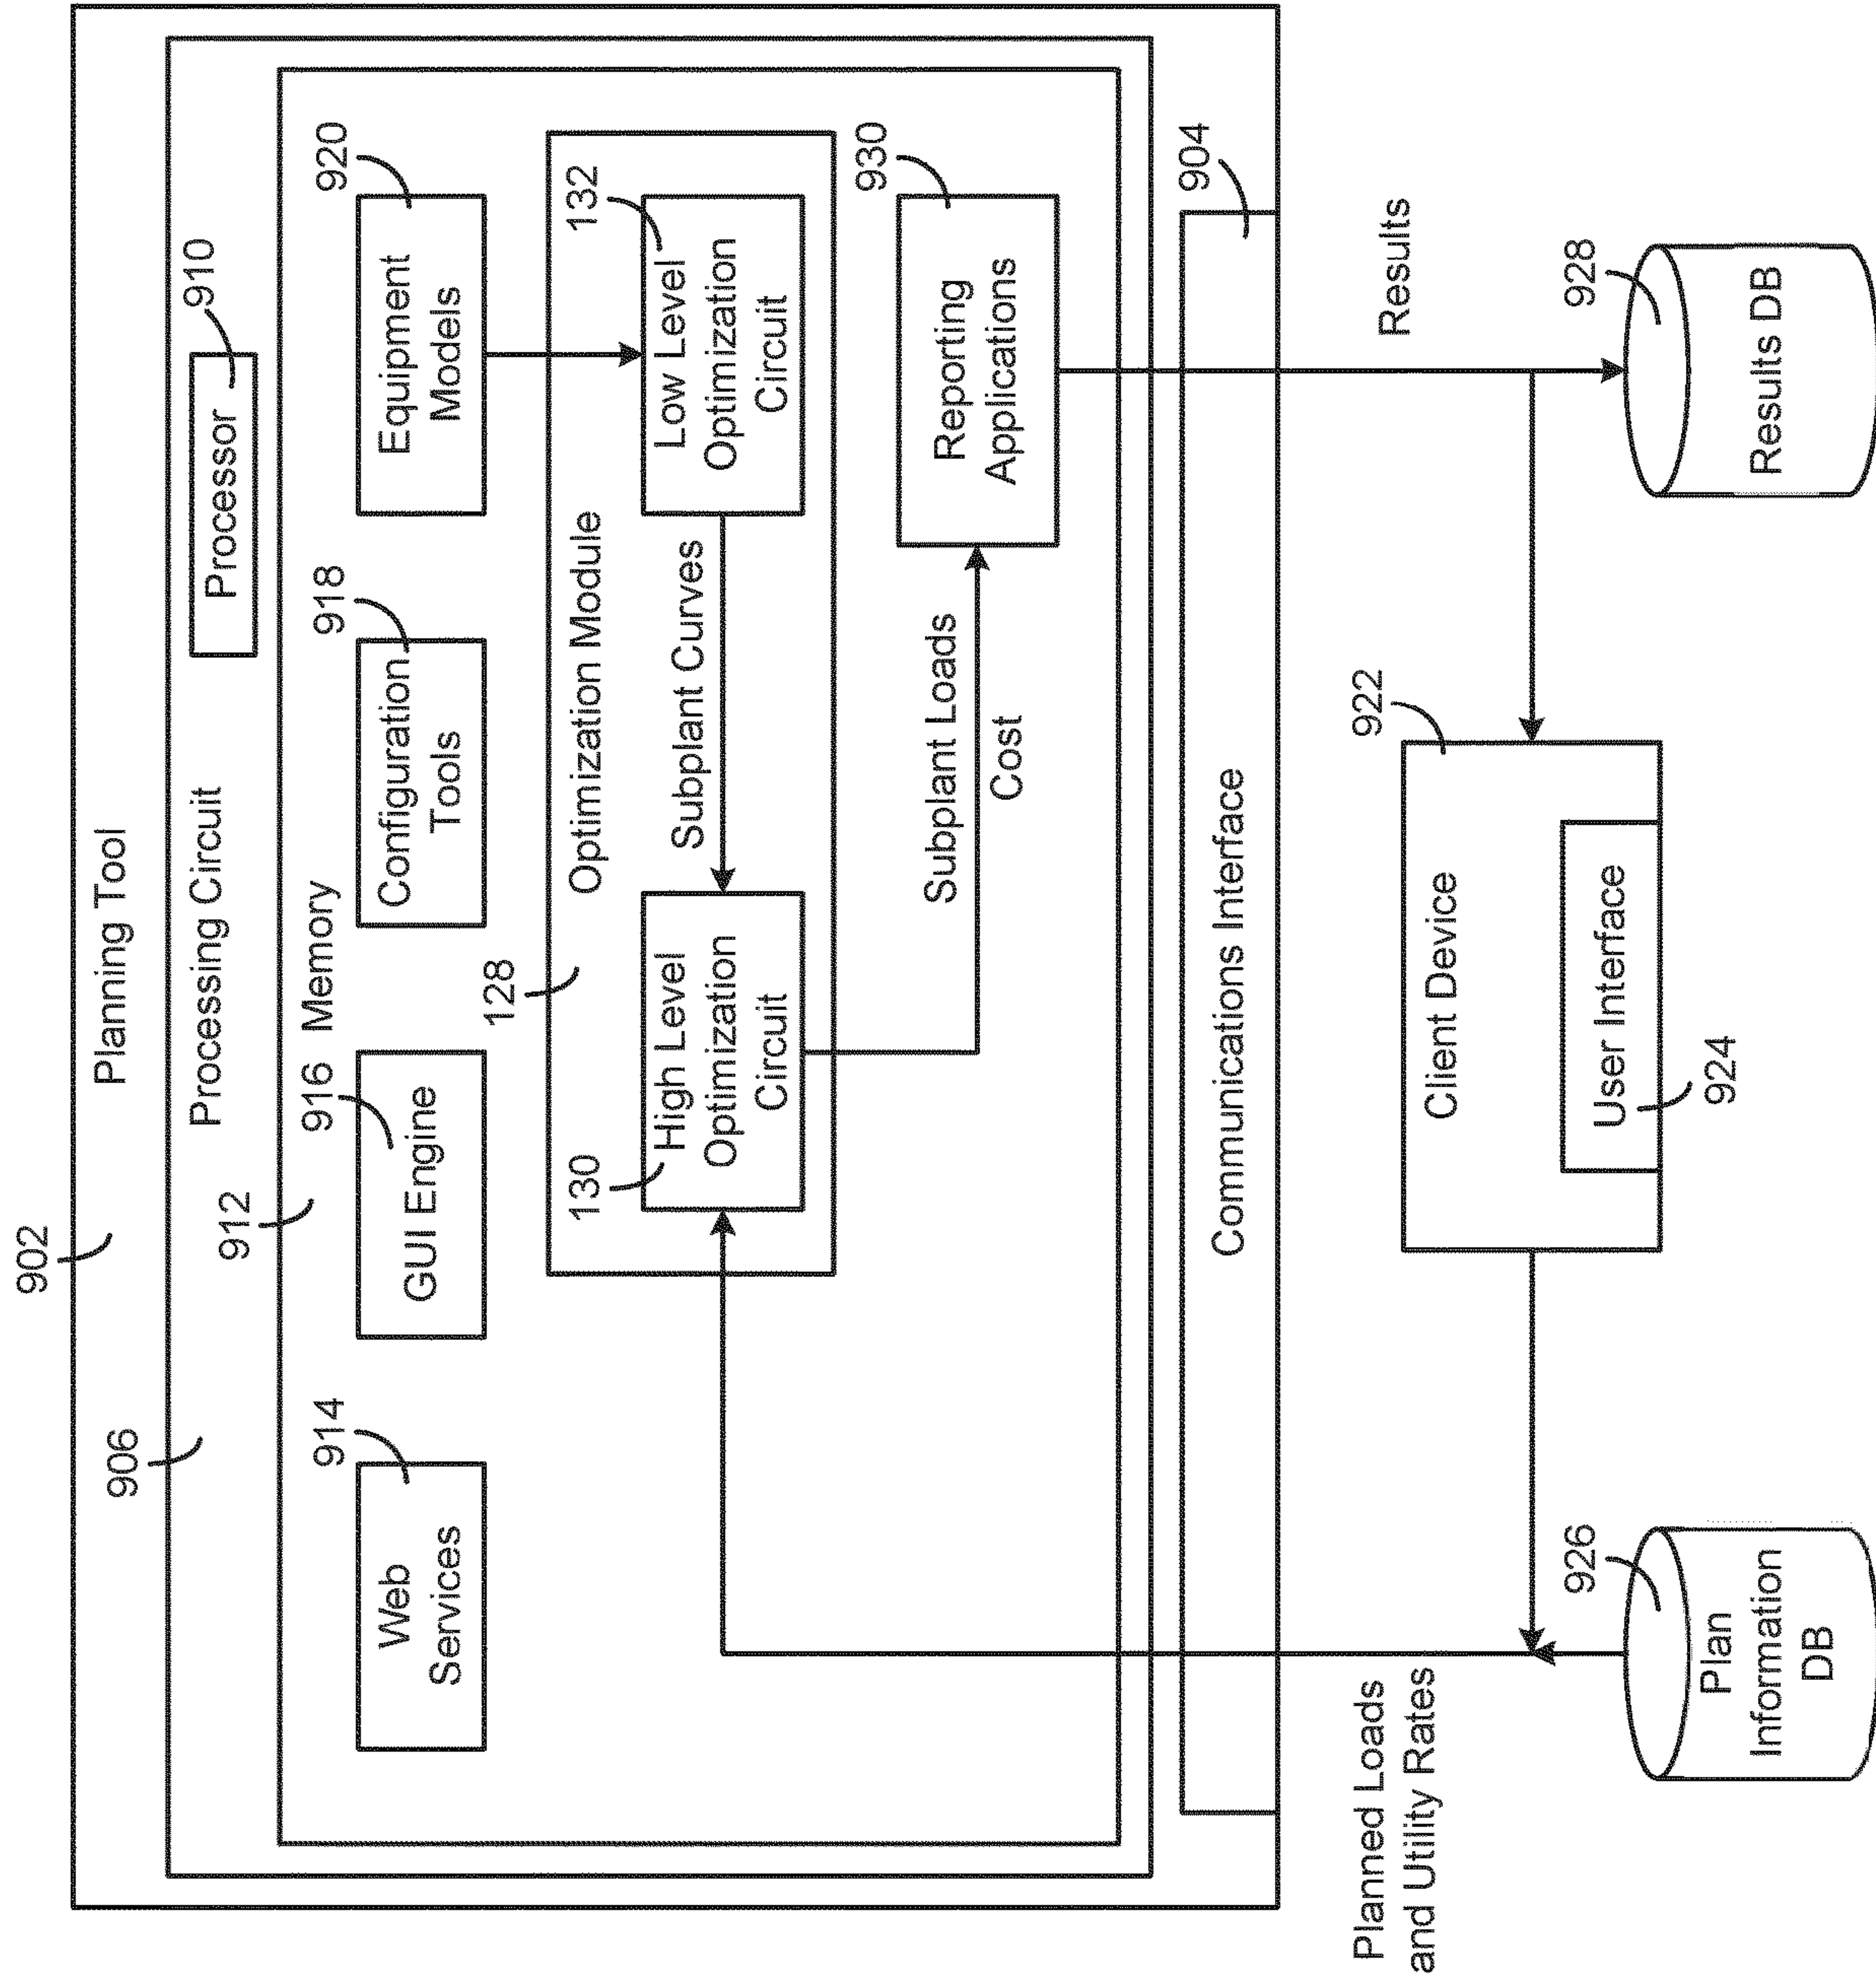 902
Planning Tool
906
Processing Circuit
Processor
910
912
Memory
914
Web
Services
916
GUI Engine
918
Configuration
Tools
920
Equipment
Models
128
Optimization Module
130
High Level
Optimization
Circuit
Subplant Curves
132
Low Level
Optimization
Circuit
Subplant Loads
Cost
930
Reporting
Applications
Communications Interface
904
Planned Loads
and Utility Rates
Results
922
Client Device
User Interface
924
926
Plan
Information
DB
928
Results DB